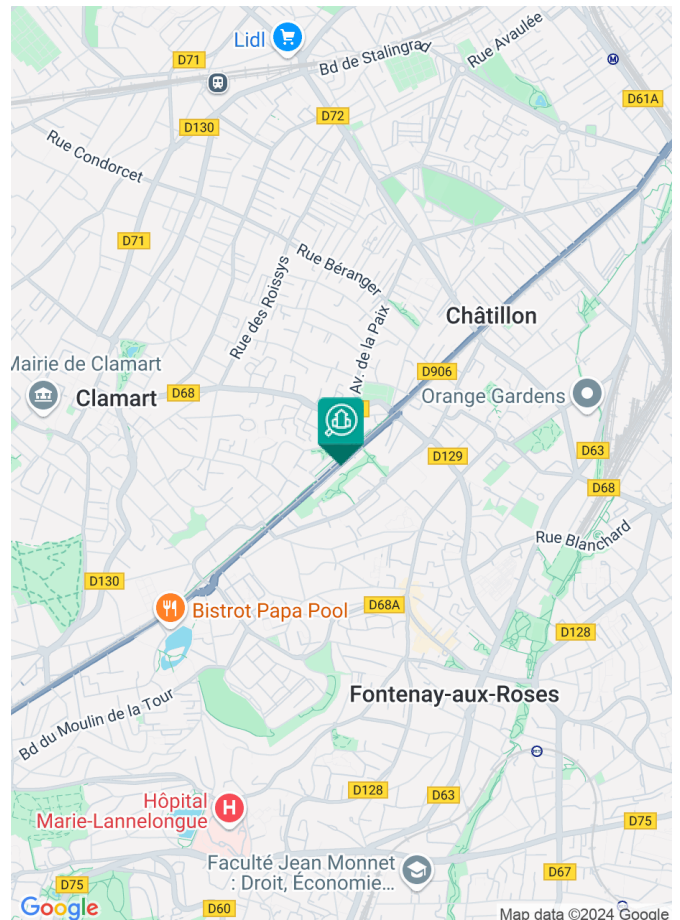 Lidl
Bd de Stalingrad
Rue Avaulée
D71
D61A
D72
D130
Rue Condorcet
D71
Rue Béranger
Rue des Roissys
Av. de la Paix
Châtillon
D906
Mairie de Clamart
Clamart
D68
Orange Gardens
D129
D63
D68
Rue Blanchard
D130
Bistrot Papa Pool
D68A
D128
Fontenay-aux-Roses
Bd du Moulin de la Tour
D128
D63
Hôpital
Marie-Lannelongue
H
D75
Faculté Jean Monnet
: Droit, Économie...
D67
D75
D60
Google
Map data ©2024 Google